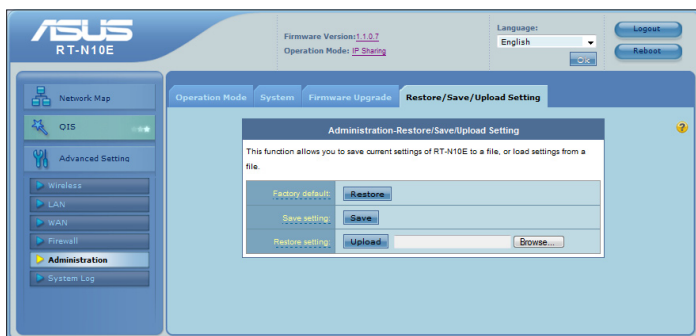 ASUS
RT-N10E
Firmware Version:1.1.0.7
Operation Mode: IP Sharing
Language:
English
OK
Logout
Reboot
Network Map
QIS
Advanced Setting
Wireless
LAN
WAN
Firewall
Administration
System Log
Operation Mode System Firmware Upgrade Restore/Save/Upload Setting
Administration-Restore/Save/Upload Setting
This function allows you to save current settings of RT-N10E to a file, or load settings from a
file.
Factory default: Restore
Save setting: Save
Restore setting: Upload Browse...
?